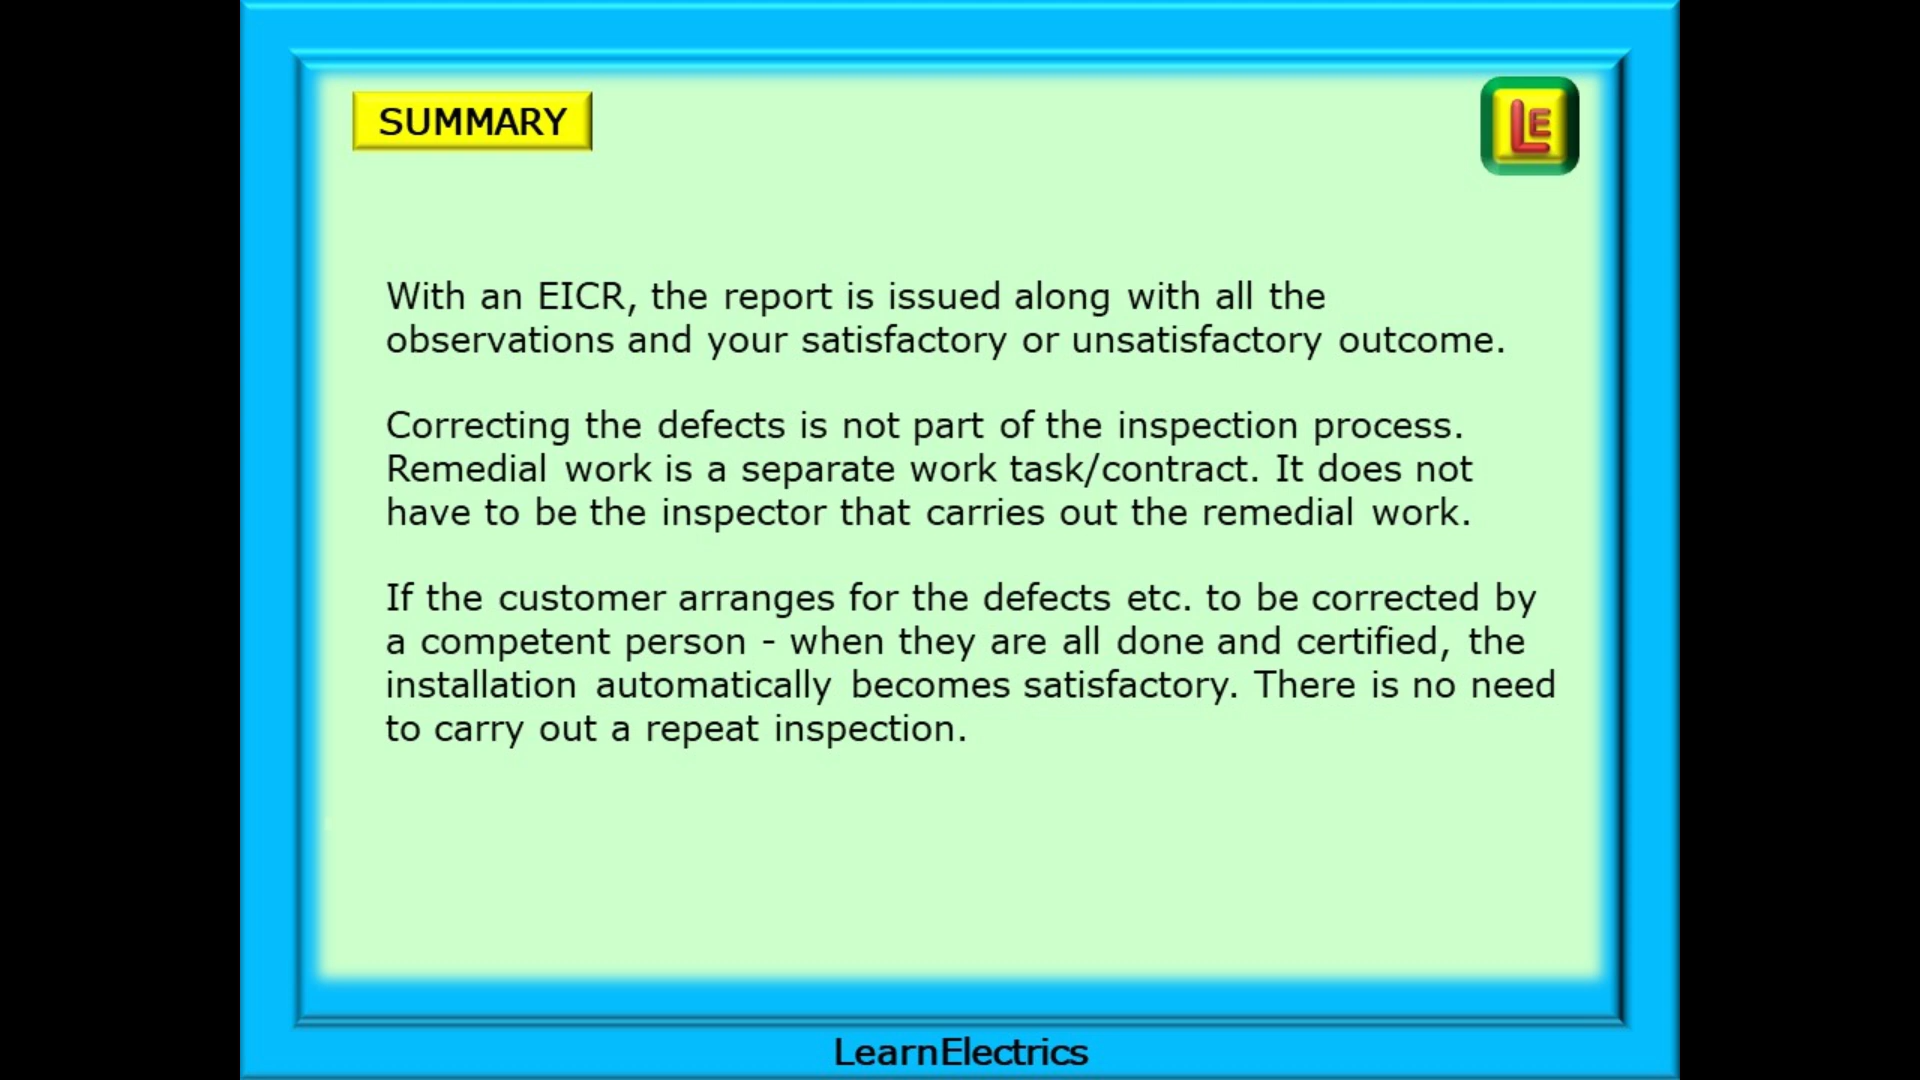 SUMMARY
LE
With an EICR, the report is issued along with all the
observations and your satisfactory or unsatisfactory outcome.
Correcting the defects is not part of the inspection process.
Remedial work is a separate work task/contract. It does not
have to be the inspector that carries out the remedial work.
If the customer arranges for the defects etc. to be corrected by
a competent person - when they are all done and certified, the
installation automatically becomes satisfactory. There is no need
to carry out a repeat inspection.
LearnElectrics